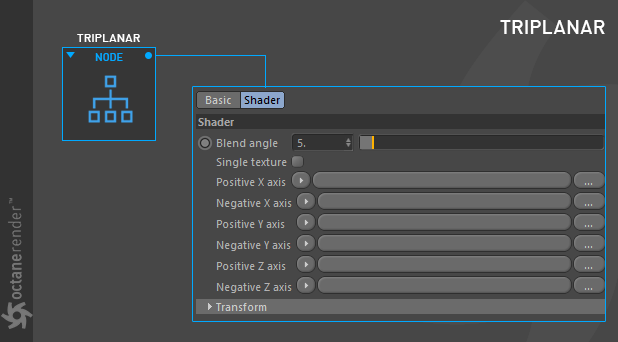 TRIPLANAR
TRIPLANAR
NODE
Basic Shader
Shader
Blend angle 5.
Single texture
Positive X axis ...
Negative X axis ...
Positive Y axis ...
Negative Y axis ...
Positive Z axis ...
Negative Z axis ...
Transform
octanerender™